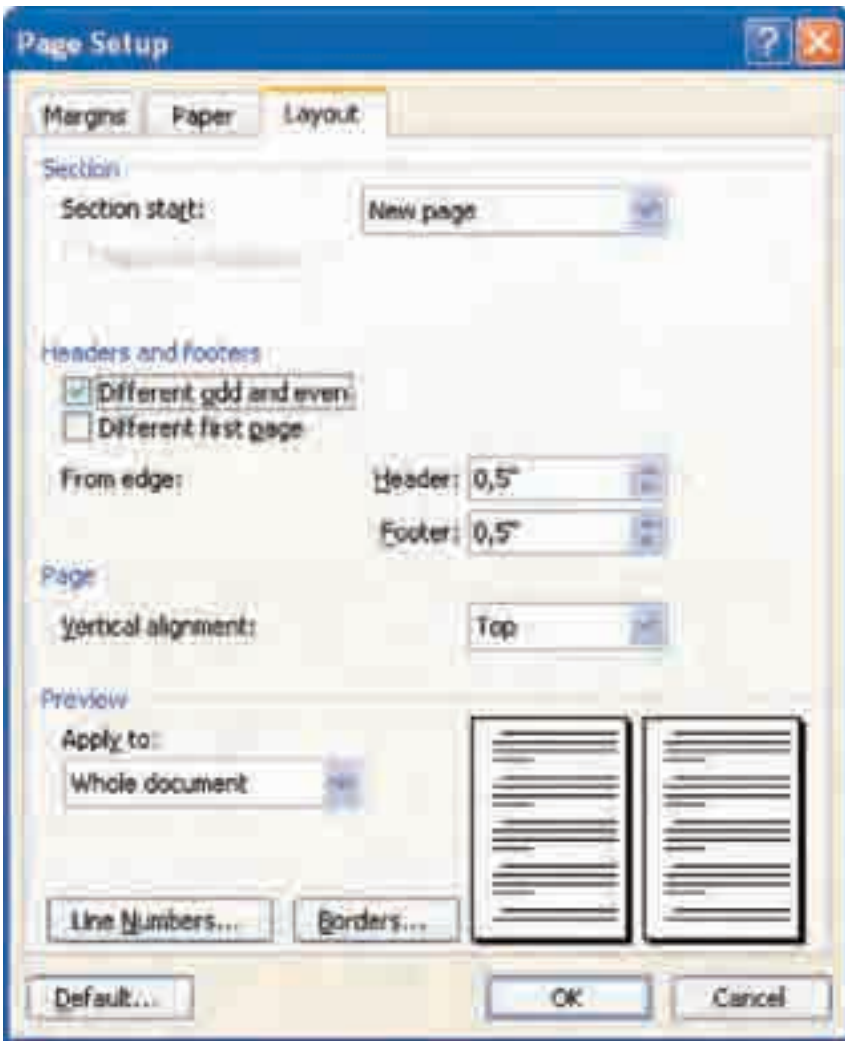 Page Setup
Margins Paper Layout
Section
Section start: New page
Headers and footers
Different odd and even
Different first page
From edge: Header: 0,5"
Footer: 0,5"
Page
Vertical alignment: Top
Preview
Apply to:
Whole document
Line Numbers... Borders...
Default... OK Cancel